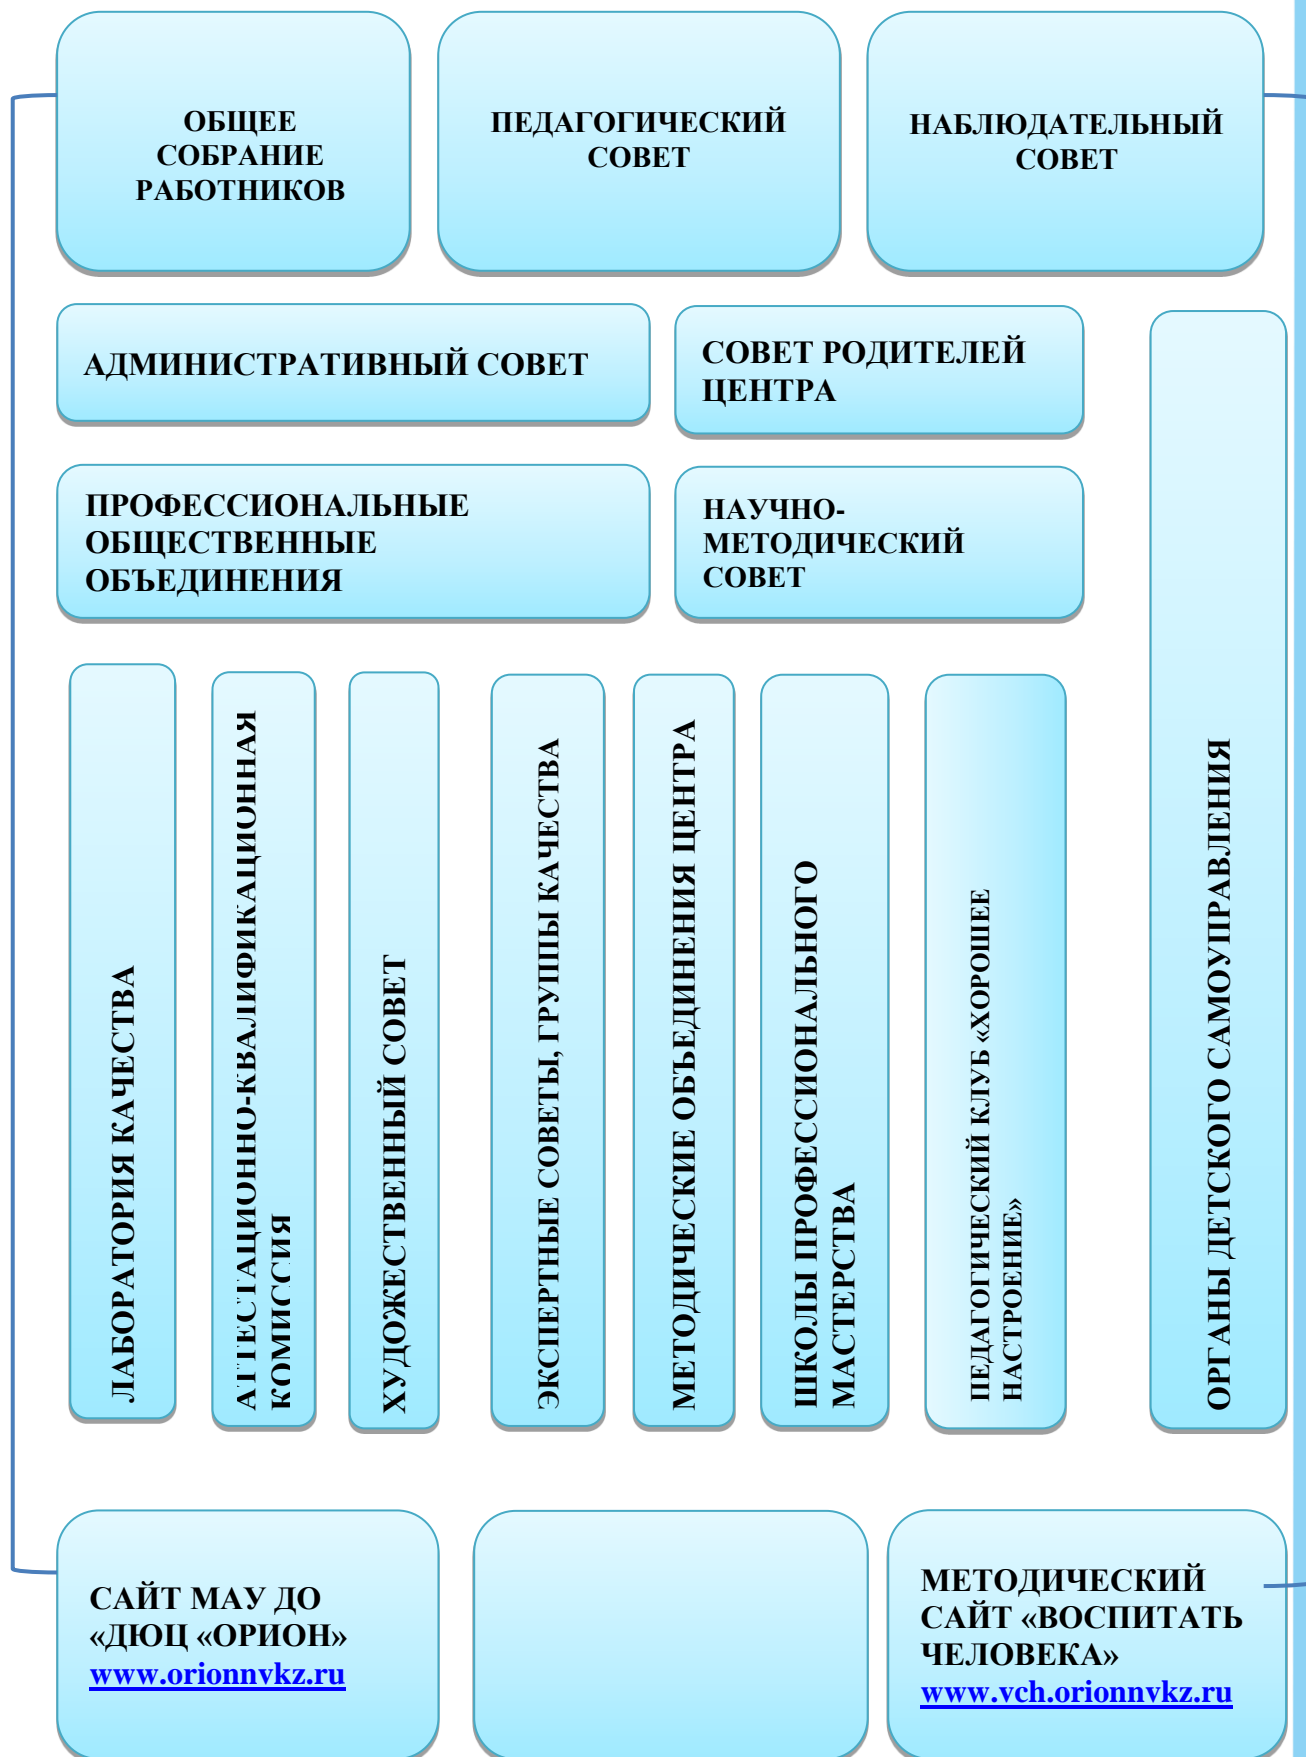 ОБЩЕЕ
СОБРАНИЕ
РАБОТНИКОВ
ПЕДАГОГИЧЕСКИЙ
СОВЕТ
НАБЛЮДАТЕЛЬНЫЙ
СОВЕТ
АДМИНИСТРАТИВНЫЙ СОВЕТ
СОВЕТ РОДИТЕЛЕЙ
ЦЕНТРА
ПРОФЕССИОНАЛЬНЫЕ
ОБЩЕСТВЕННЫЕ
ОБЪЕДИНЕНИЯ
НАУЧНО-
МЕТОДИЧЕСКИЙ
СОВЕТ
ЛАБОРАТОРИЯ КАЧЕСТВА
АТТЕСТАЦИОННО-КВАЛИФИКАЦИОННАЯ
КОМИССИЯ
ХУДОЖЕСТВЕННЫЙ СОВЕТ
ЭКСПЕРТНЫЕ СОВЕТЫ, ГРУППЫ КАЧЕСТВА
МЕТОДИЧЕСКИЕ ОБЪЕДИНЕНИЯ ЦЕНТРА
ШКОЛЫ ПРОФЕССИОНАЛЬНОГО
МАСТЕРСТВА
ПЕДАГОГИЧЕСКИЙ КЛУБ «ХОРОШЕЕ
НАСТРОЕНИЕ»
ОРГАНЫ ДЕТСКОГО САМОУПРАВЛЕНИЯ
САЙТ МАУ ДО
«ДЮЦ «ОРИОН»
www.orionnvkz.ru
МЕТОДИЧЕСКИЙ
САЙТ «ВОСПИТАТЬ
ЧЕЛОВЕКА»
www.vch.orionnvkz.ru